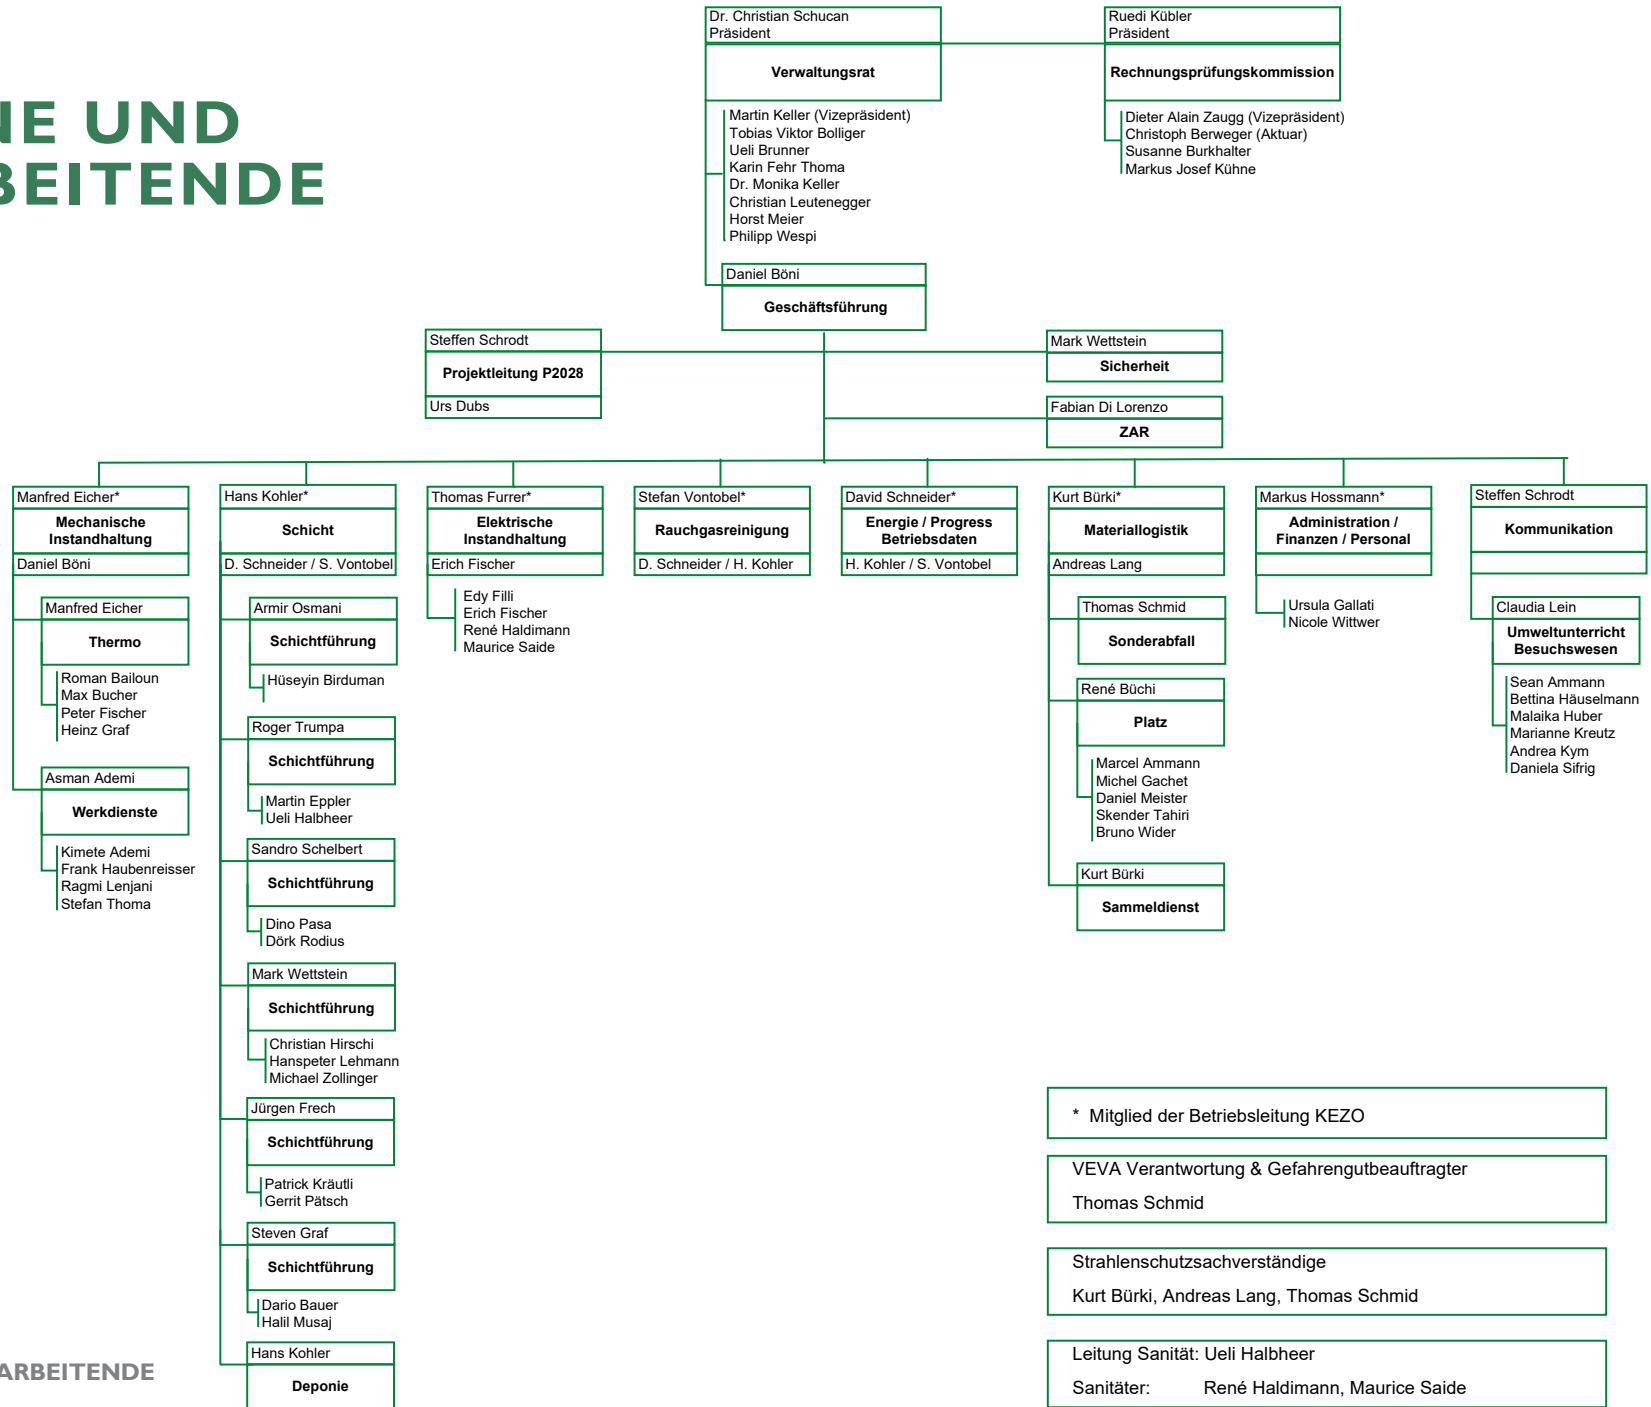 NE UND
BEITENDE
Dr. Christian Schucan
Präsident
Verwaltungsrat
Martin Keller (Vizepräsident)
Tobias Viktor Bolliger
Ueli Brunner
Karin Fehr Thoma
Dr. Monika Keller
Christian Leutenegger
Horst Meier
Philipp Wespi
Ruedi Kübler
Präsident
Rechnungsprüfungskommission
Dieter Alain Zaugg (Vizepräsident)
Christoph Berweger (Aktuar)
Susanne Burkhalter
Markus Josef Kühne
Daniel Böni
Geschäftsführung
Steffen Schrodt
Projektleitung P2028
Urs Dubs
Mark Wettstein
Sicherheit
Fabian Di Lorenzo
ZAR
Manfred Eicher*
Mechanische
Instandhaltung
Daniel Böni
Manfred Eicher
Thermo
Roman Bailoun
Max Bucher
Peter Fischer
Heinz Graf
Asman Ademi
Werkdienste
Kimete Ademi
Frank Haubenreisser
Ragmi Lenjani
Stefan Thoma
Hans Kohler*
Schicht
D. Schneider / S. Vontobel
Armir Osmani
Schichtführung
Hüseyin Birduman
Roger Trumpa
Schichtführung
Martin Eppler
Ueli Halbheer
Sandro Schelbert
Schichtführung
Dino Pasa
Dörk Rodius
Mark Wettstein
Schichtführung
Christian Hirschi
Hanspeter Lehmann
Michael Zollinger
Jürgen Frech
Schichtführung
Patrick Kräutli
Gerrit Pätsch
Steven Graf
Schichtführung
Dario Bauer
Halil Musaj
Hans Kohler
Deponie
Thomas Furrer*
Elektrische
Instandhaltung
Erich Fischer
Edy Filli
Erich Fischer
René Haldimann
Maurice Saide
Stefan Vontobel*
Rauchgasreinigung
D. Schneider / H. Kohler
David Schneider*
Energie / Progress
Betriebsdaten
H. Kohler / S. Vontobel
Kurt Bürki*
Materiallogistik
Andreas Lang
Thomas Schmid
Sonderabfall
René Büchi
Platz
Marcel Ammann
Michel Gachet
Daniel Meister
Skender Tahiri
Bruno Wider
Kurt Bürki
Sammeldienst
Markus Hossmann*
Administration /
Finanzen / Personal
Ursula Gallati
Nicole Wittwer
Steffen Schrodt
Kommunikation
Claudia Lein
Umweltunterricht
Besuchswesen
Sean Ammann
Bettina Häuselmann
Malaika Huber
Marianne Kreutz
Andrea Kym
Daniela Sifrig
* Mitglied der Betriebsleitung KEZO
VEVA Verantwortung & Gefahrengutbeauftragter
Thomas Schmid
Strahlenschutzsachverständige
Kurt Bürki, Andreas Lang, Thomas Schmid
Leitung Sanität: Ueli Halbheer
Sanitäter: René Haldimann, Maurice Saide
ARBEITENDE